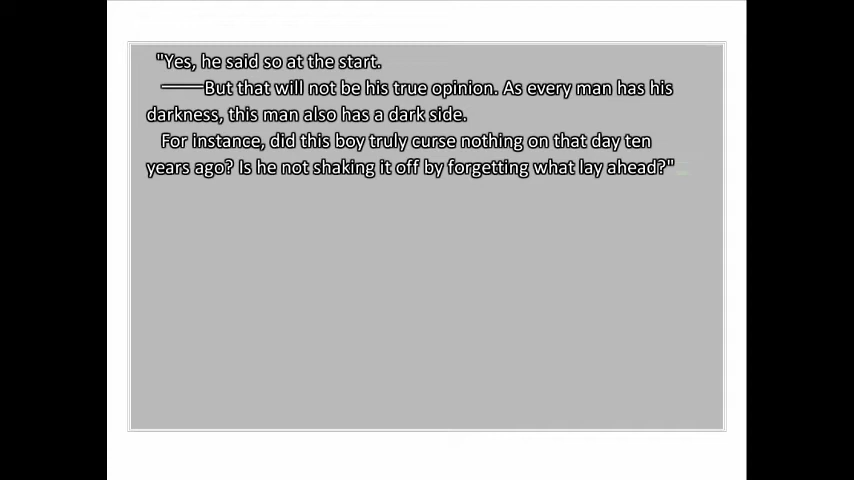 "Yes, he said so at the start.
――But that will not be his true opinion. As every man has his
darkness, this man also has a dark side.
For instance, did this boy truly curse nothing on that day ten
years ago? Is he not shaking it off by forgetting what lay ahead?"